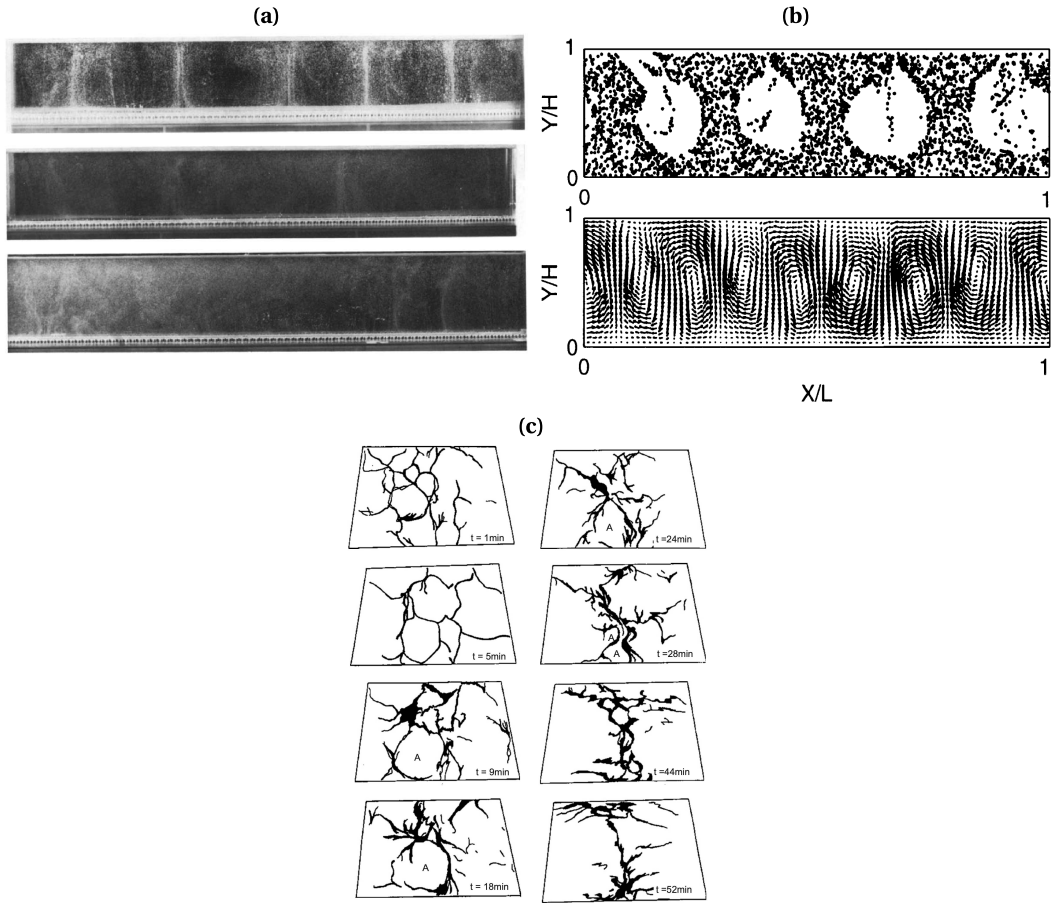 (a)
(b)
1
Y/H
0
0
1
1
Y/H
0
0
1
X/L
(c)
t = 1min
A
t =24min
t = 5min
A
A
t =28min
A
t = 9min
t =44min
A
t = 18min
t =52min